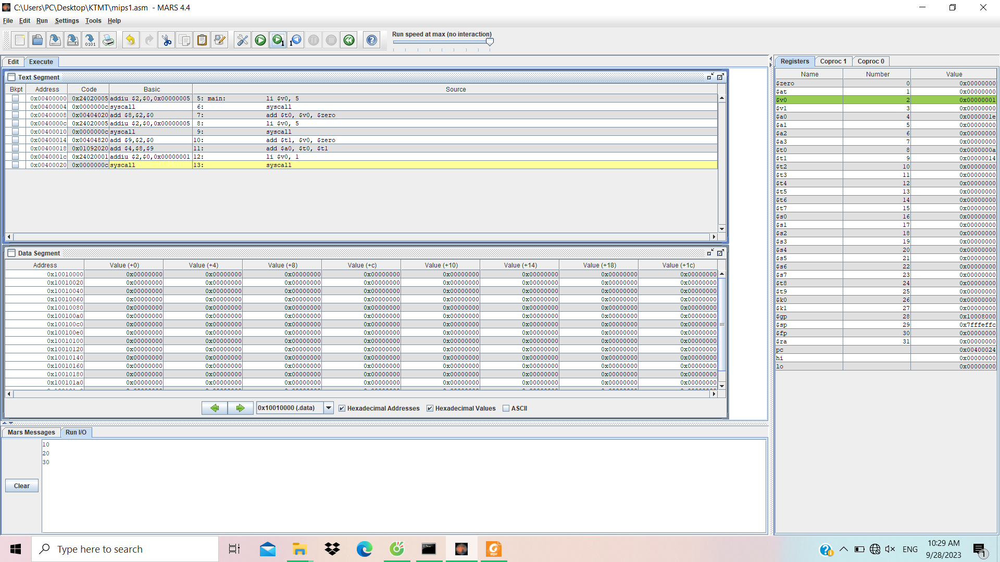 C:\Users\PC\Desktop\KTMT\mips1.asm - MARS 4.4
File Edit Run Settings Tools Help
Run speed at max (no interaction)
Edit Execute
Text Segment
Bkpt Address Code Basic Source
0x00400000 0x24020005 addiu $2,$0,0x00000005 5: main: li $v0, 5
0x00400004 0x0000000c syscall 6: syscall
0x00400008 0x00404020 add $8,$2,$0 7: add $t0, $v0, $zero
0x0040000c 0x24020005 addiu $2,$0,0x00000005 8: li $v0, 5
0x00400010 0x0000000c syscall 9: syscall
0x00400014 0x00404820 add $9,$2,$0 10: add $t1, $v0, $zero
0x00400018 0x01092020 add $4,$8,$9 11: add $a0, $t0, $t1
0x0040001c 0x24020001 addiu $2,$0,0x00000001 12: li $v0, 1
0x00400020 0x0000000c syscall 13: syscall
Data Segment
Address Value (+0) Value (+4) Value (+8) Value (+c) Value (+10) Value (+14) Value (+18) Value (+1c)
0x10010000 0x00000000 0x00000000 0x00000000 0x00000000 0x00000000 0x00000000 0x00000000 0x00000000
0x10010020 0x00000000 0x00000000 0x00000000 0x00000000 0x00000000 0x00000000 0x00000000 0x00000000
0x10010040 0x00000000 0x00000000 0x00000000 0x00000000 0x00000000 0x00000000 0x00000000 0x00000000
0x10010060 0x00000000 0x00000000 0x00000000 0x00000000 0x00000000 0x00000000 0x00000000 0x00000000
0x10010080 0x00000000 0x00000000 0x00000000 0x00000000 0x00000000 0x00000000 0x00000000 0x00000000
0x100100a0 0x00000000 0x00000000 0x00000000 0x00000000 0x00000000 0x00000000 0x00000000 0x00000000
0x100100c0 0x00000000 0x00000000 0x00000000 0x00000000 0x00000000 0x00000000 0x00000000 0x00000000
0x100100e0 0x00000000 0x00000000 0x00000000 0x00000000 0x00000000 0x00000000 0x00000000 0x00000000
0x10010100 0x00000000 0x00000000 0x00000000 0x00000000 0x00000000 0x00000000 0x00000000 0x00000000
0x10010120 0x00000000 0x00000000 0x00000000 0x00000000 0x00000000 0x00000000 0x00000000 0x00000000
0x10010140 0x00000000 0x00000000 0x00000000 0x00000000 0x00000000 0x00000000 0x00000000 0x00000000
0x10010160 0x00000000 0x00000000 0x00000000 0x00000000 0x00000000 0x00000000 0x00000000 0x00000000
0x10010180 0x00000000 0x00000000 0x00000000 0x00000000 0x00000000 0x00000000 0x00000000 0x00000000
0x100101a0 0x00000000 0x00000000 0x00000000 0x00000000 0x00000000 0x00000000 0x00000000 0x00000000
0x10010000 (.data) Hexadecimal Addresses Hexadecimal Values ASCII
Mars Messages Run I/O
10
20
30
Clear
Registers Coproc 1 Coproc 0
Name Number Value
$zero 0 0x00000000
$at 1 0x00000000
$v0 2 0x00000001
$v1 3 0x00000000
$a0 4 0x0000001e
$a1 5 0x00000000
$a2 6 0x00000000
$a3 7 0x00000000
$t0 8 0x0000000a
$t1 9 0x00000014
$t2 10 0x00000000
$t3 11 0x00000000
$t4 12 0x00000000
$t5 13 0x00000000
$t6 14 0x00000000
$t7 15 0x00000000
$s0 16 0x00000000
$s1 17 0x00000000
$s2 18 0x00000000
$s3 19 0x00000000
$s4 20 0x00000000
$s5 21 0x00000000
$s6 22 0x00000000
$s7 23 0x00000000
$t8 24 0x00000000
$t9 25 0x00000000
$k0 26 0x00000000
$k1 27 0x00000000
$gp 28 0x10008000
$sp 29 0x7fffeffc
$fp 30 0x00000000
$ra 31 0x00000000
pc 0x00400024
hi 0x00000000
lo 0x00000000
Type here to search
ENG
10:29 AM
9/28/2023
1